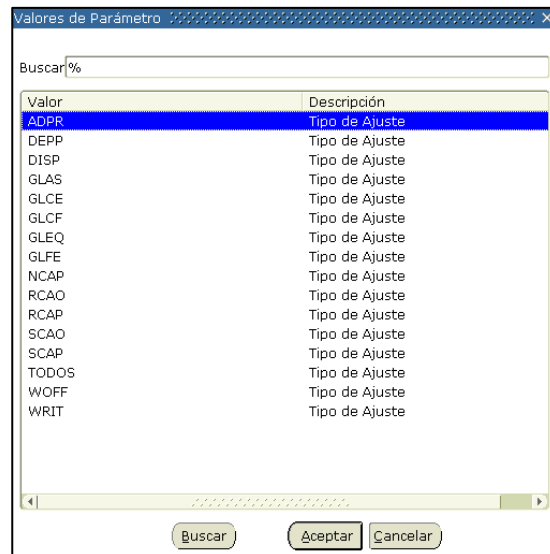 Valores de Parámetro
Buscar %
Valor Descripción
ADPR Tipo de Ajuste
DEPP Tipo de Ajuste
DISP Tipo de Ajuste
GLAS Tipo de Ajuste
GLCE Tipo de Ajuste
GLCF Tipo de Ajuste
GLEQ Tipo de Ajuste
GLFE Tipo de Ajuste
NCAP Tipo de Ajuste
RCAO Tipo de Ajuste
RCAP Tipo de Ajuste
SCAO Tipo de Ajuste
SCAP Tipo de Ajuste
TODOS Tipo de Ajuste
WOFF Tipo de Ajuste
WRIT Tipo de Ajuste
Buscar Aceptar Cancelar